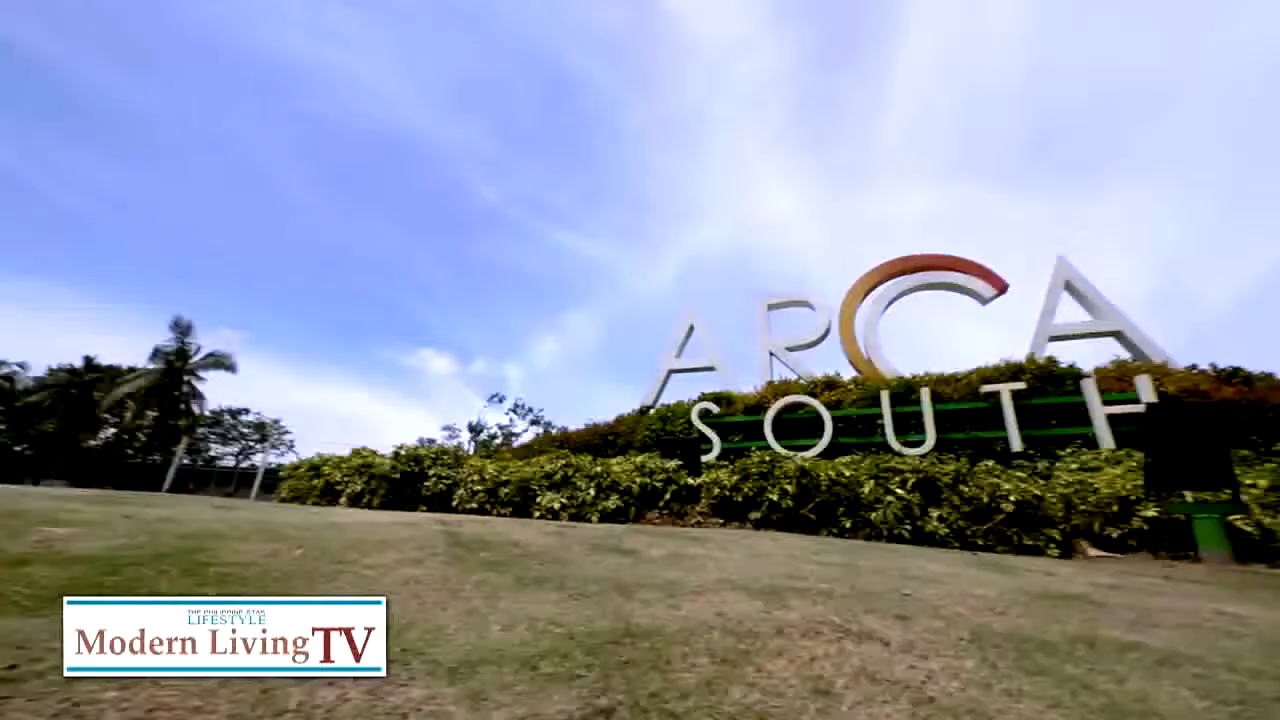 ARCA
SOUTH
THE PHILIPPINE STAR
LIFESTYLE
Modern Living TV